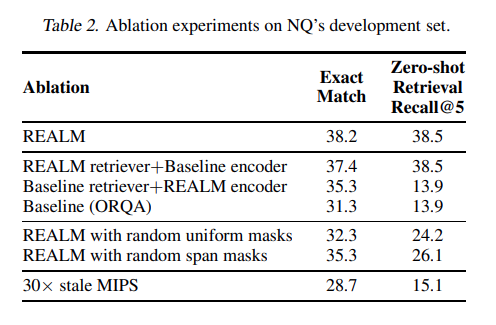 Table 2. Ablation experiments on NQ's development set.
Ablation Exact Match Zero-shot Retrieval Recall@5
REALM 38.2 38.5
REALM retriever+Baseline encoder 37.4 38.5
Baseline retriever+REALM encoder 35.3 13.9
Baseline (ORQA) 31.3 13.9
REALM with random uniform masks 32.3 24.2
REALM with random span masks 35.3 26.1
30× stale MIPS 28.7 15.1